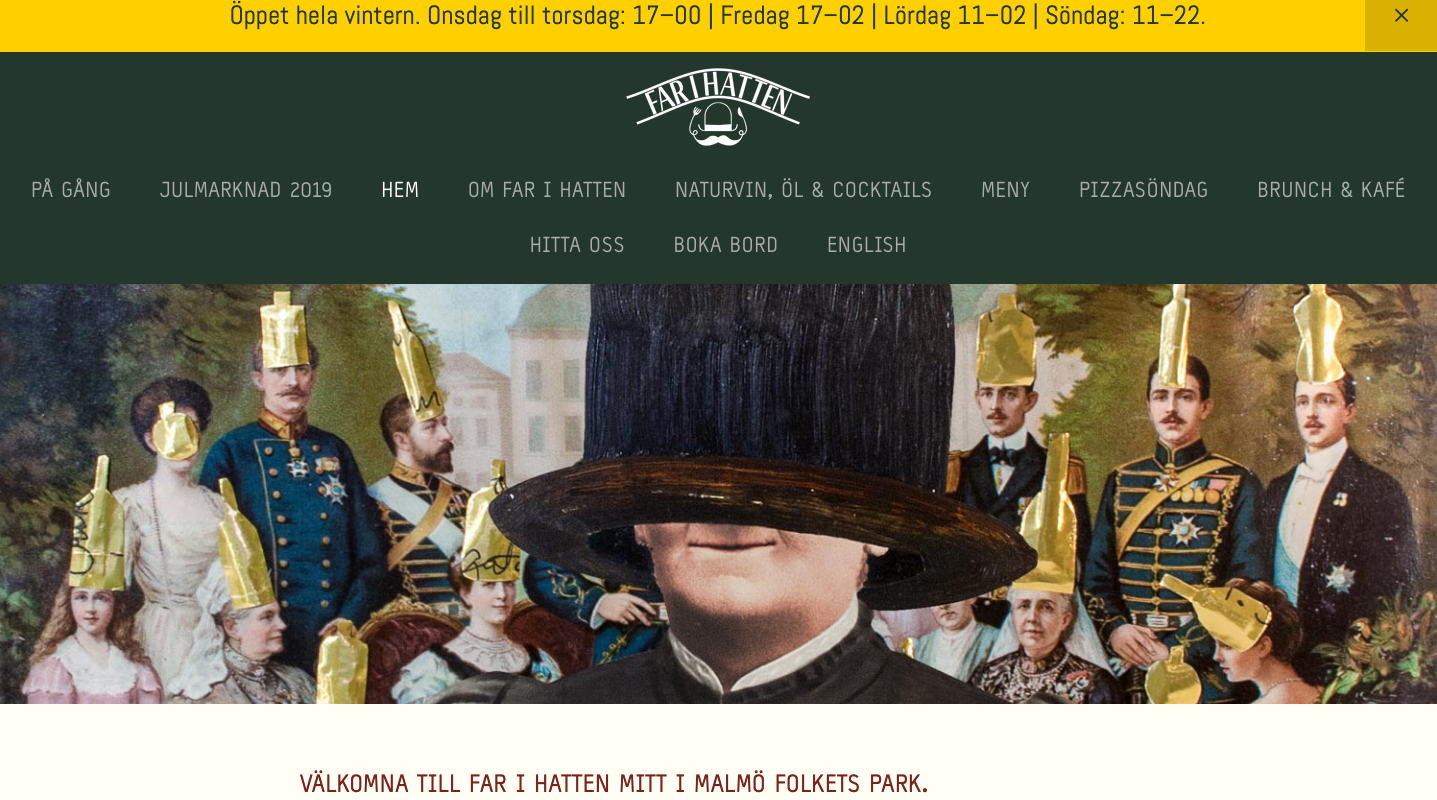 Öppet hela vintern. Onsdag till torsdag: 17–00 | Fredag 17–02 | Lördag 11–02 | Söndag: 11–22.
FAR I HATTEN
PÅ GÅNG JULMARKNAD 2019 HEM OM FAR I HATTEN NATURVIN, ÖL & COCKTAILS MENY PIZZASÖNDAG BRUNCH & KAFÉ
HITTA OSS BOKA BORD ENGLISH
VÄLKOMNA TILL FAR I HATTEN MITT I MALMÖ FOLKETS PARK.